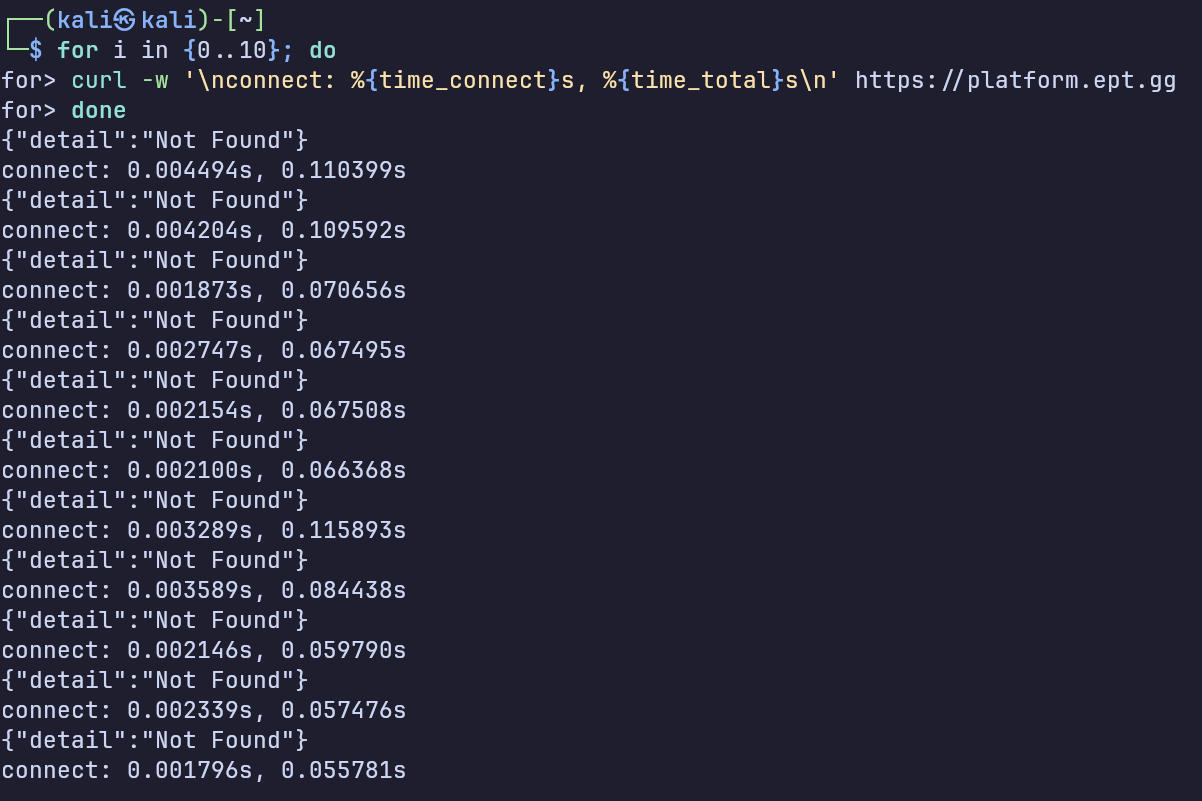 ┌──(kali㉿kali)-[~]
└─$ for i in {0..10}; do
for> curl -w '\nconnect: %{time_connect}s, %{time_total}s\n' https://platform.ept.gg
for> done
{"detail":"Not Found"}
connect: 0.004494s, 0.110399s
{"detail":"Not Found"}
connect: 0.004204s, 0.109592s
{"detail":"Not Found"}
connect: 0.001873s, 0.070656s
{"detail":"Not Found"}
connect: 0.002747s, 0.067495s
{"detail":"Not Found"}
connect: 0.002154s, 0.067508s
{"detail":"Not Found"}
connect: 0.002100s, 0.066368s
{"detail":"Not Found"}
connect: 0.003289s, 0.115893s
{"detail":"Not Found"}
connect: 0.003589s, 0.084438s
{"detail":"Not Found"}
connect: 0.002146s, 0.059790s
{"detail":"Not Found"}
connect: 0.002339s, 0.057476s
{"detail":"Not Found"}
connect: 0.001796s, 0.055781s